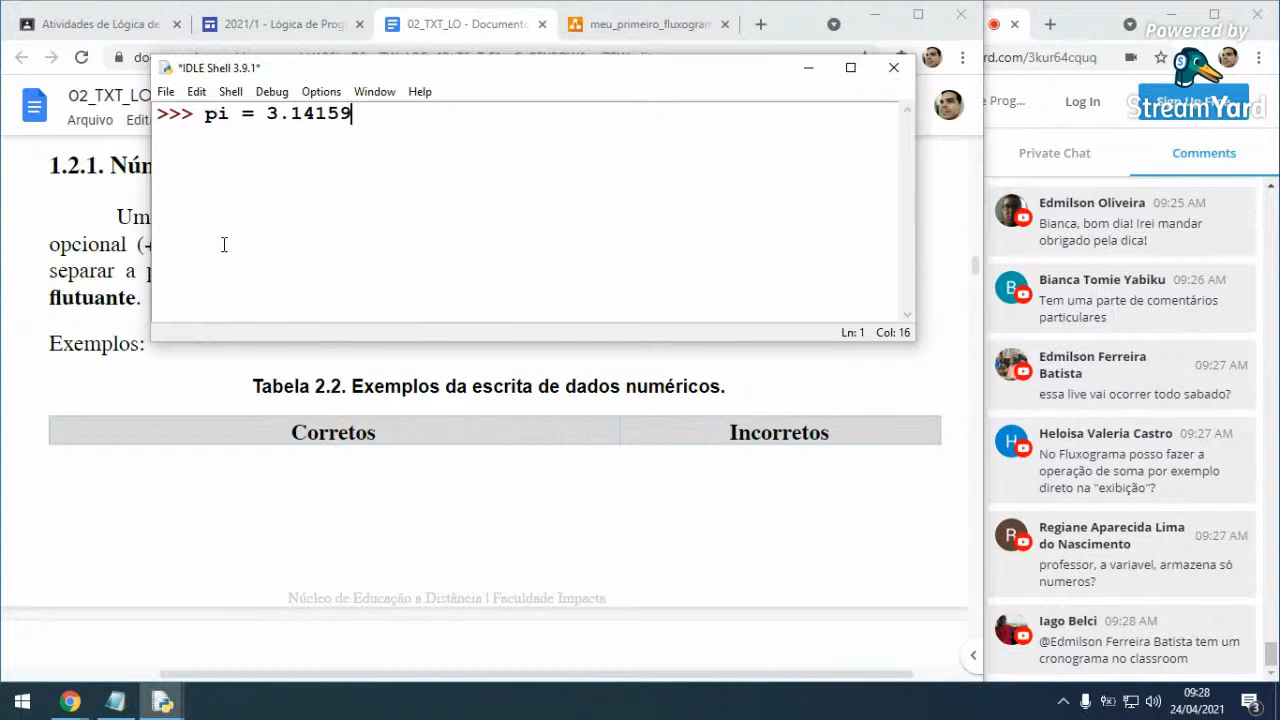 Atividades de Lógica de
2021/1 - Lógica de Program
02_TXT_LO - Document
meu_primeiro_fluxogram
Powered by
StreamYard
*IDLE Shell 3.9.1*
File Edit Shell Debug Options Window Help
>>> pi = 3.14159
Ln: 1 Col: 16
rd.com/3kur64cquq
02_TXT_LO
Arquivo
Log In
Private Chat
Comments
1.2.1.
opcional
separar a
flutuante.
Exemplos:
Tabela 2.2. Exemplos da escrita de dados numéricos.
Corretos
Incorretos
Núcleo de Educação a Distância | Faculdade Impacta
Edmilson Oliveira 09:25 AM
Bianca, bom dia! Irei mandar
obrigado pela dica!
B
Bianca Tomie Yabiku 09:26 AM
Tem uma parte de comentários
particulares
Edmilson Ferreira
Batista
09:27 AM
essa live vai ocorrer todo sabado?
H
Heloisa Valeria Castro 09:27 AM
No Fluxograma posso fazer a
operação de soma por exemplo
direto na "exibição"?
R
Regiane Aparecida Lima
do Nascimento
09:27 AM
professor, a variavel, armazena só
numeros?
Iago Belci 09:28 AM
@Edmilson Ferreira Batista tem um
cronograma no classroom
09:28
24/04/2021
3